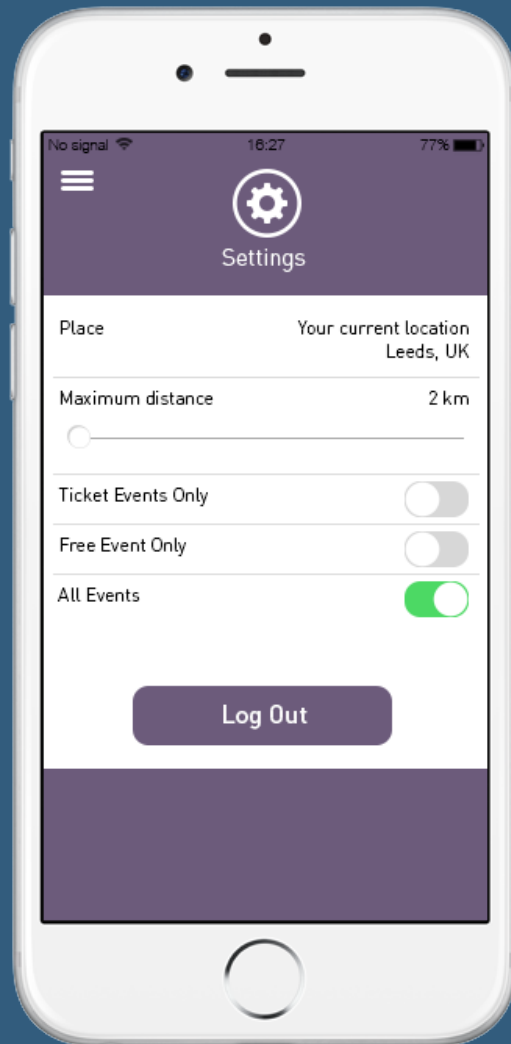 No signal 16:27 77%
Settings
Place Your current location
Leeds, UK
Maximum distance 2 km
Ticket Events Only
Free Event Only
All Events
Log Out